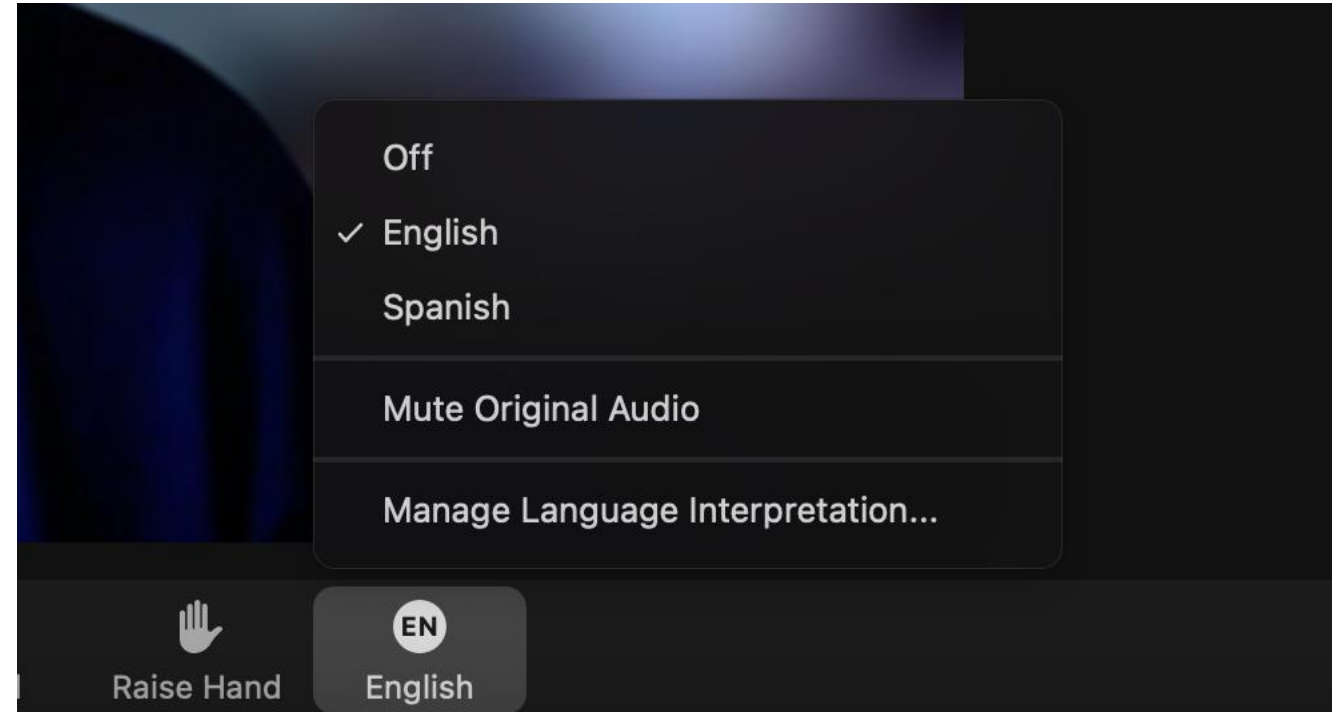 Off
✓ English
Spanish
Mute Original Audio
Manage Language Interpretation...
EN
Raise Hand
English